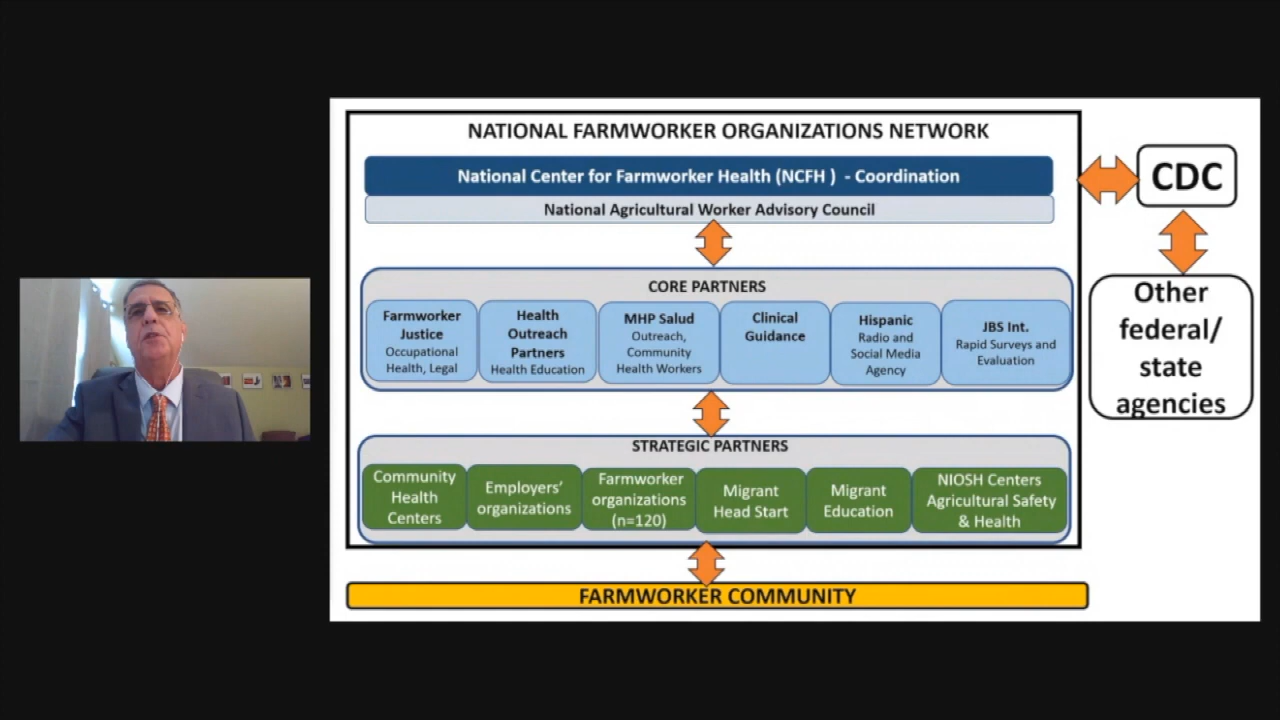 NATIONAL FARMWORKER ORGANIZATIONS NETWORK
National Center for Farmworker Health (NCFH ) - Coordination
National Agricultural Worker Advisory Council
CORE PARTNERS
Farmworker
Justice
Occupational
Health, Legal
Health
Outreach
Partners
Health Education
MHP Salud
Outreach,
Community
Health Workers
Clinical
Guidance
Hispanic
Radio and
Social Media
Agency
JBS Int.
Rapid Surveys and
Evaluation
STRATEGIC PARTNERS
Community
Health
Centers
Employers’
organizations
Farmworker
organizations
(n=120)
Migrant
Head Start
Migrant
Education
NIOSH Centers
Agricultural Safety
& Health
FARMWORKER COMMUNITY
CDC
Other
federal/
state
agencies